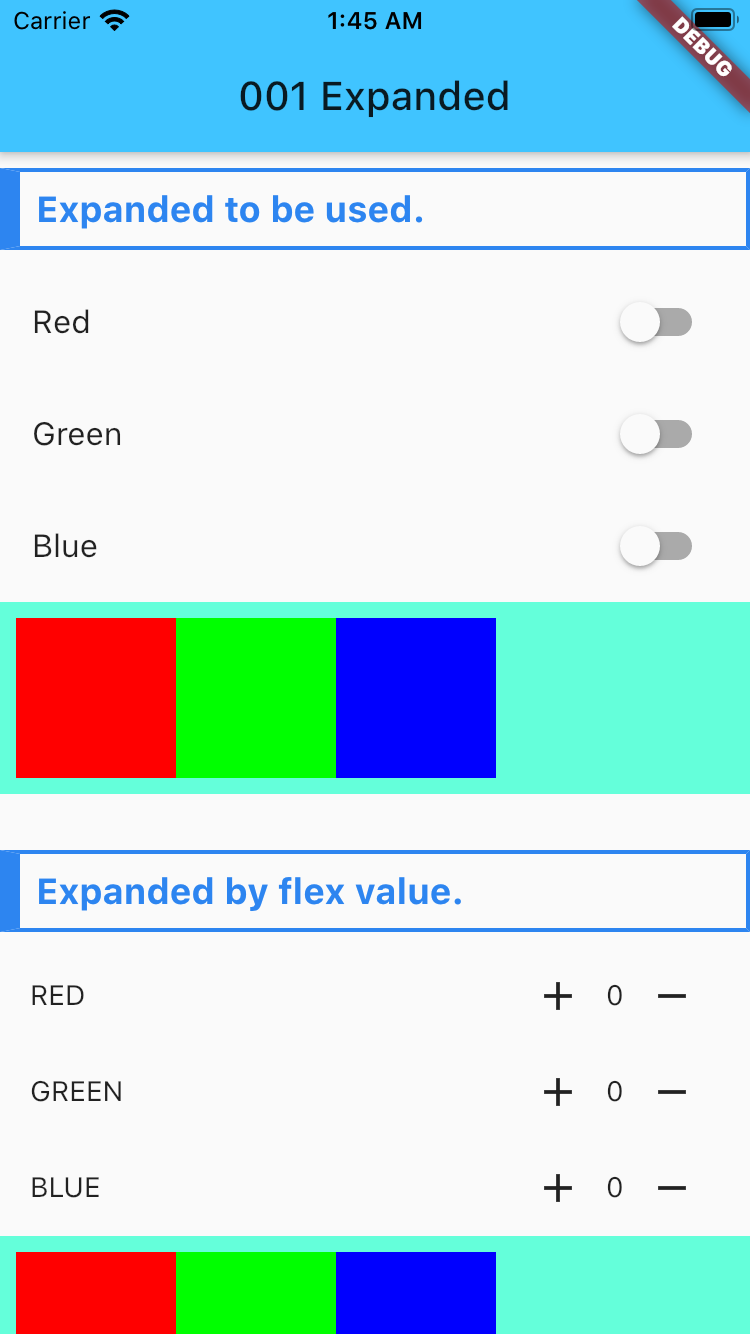 Carrier 1:45 AM
DEBUG
001 Expanded
Expanded to be used.
Red
Green
Blue
Expanded by flex value.
RED + 0 −
GREEN + 0 −
BLUE + 0 −